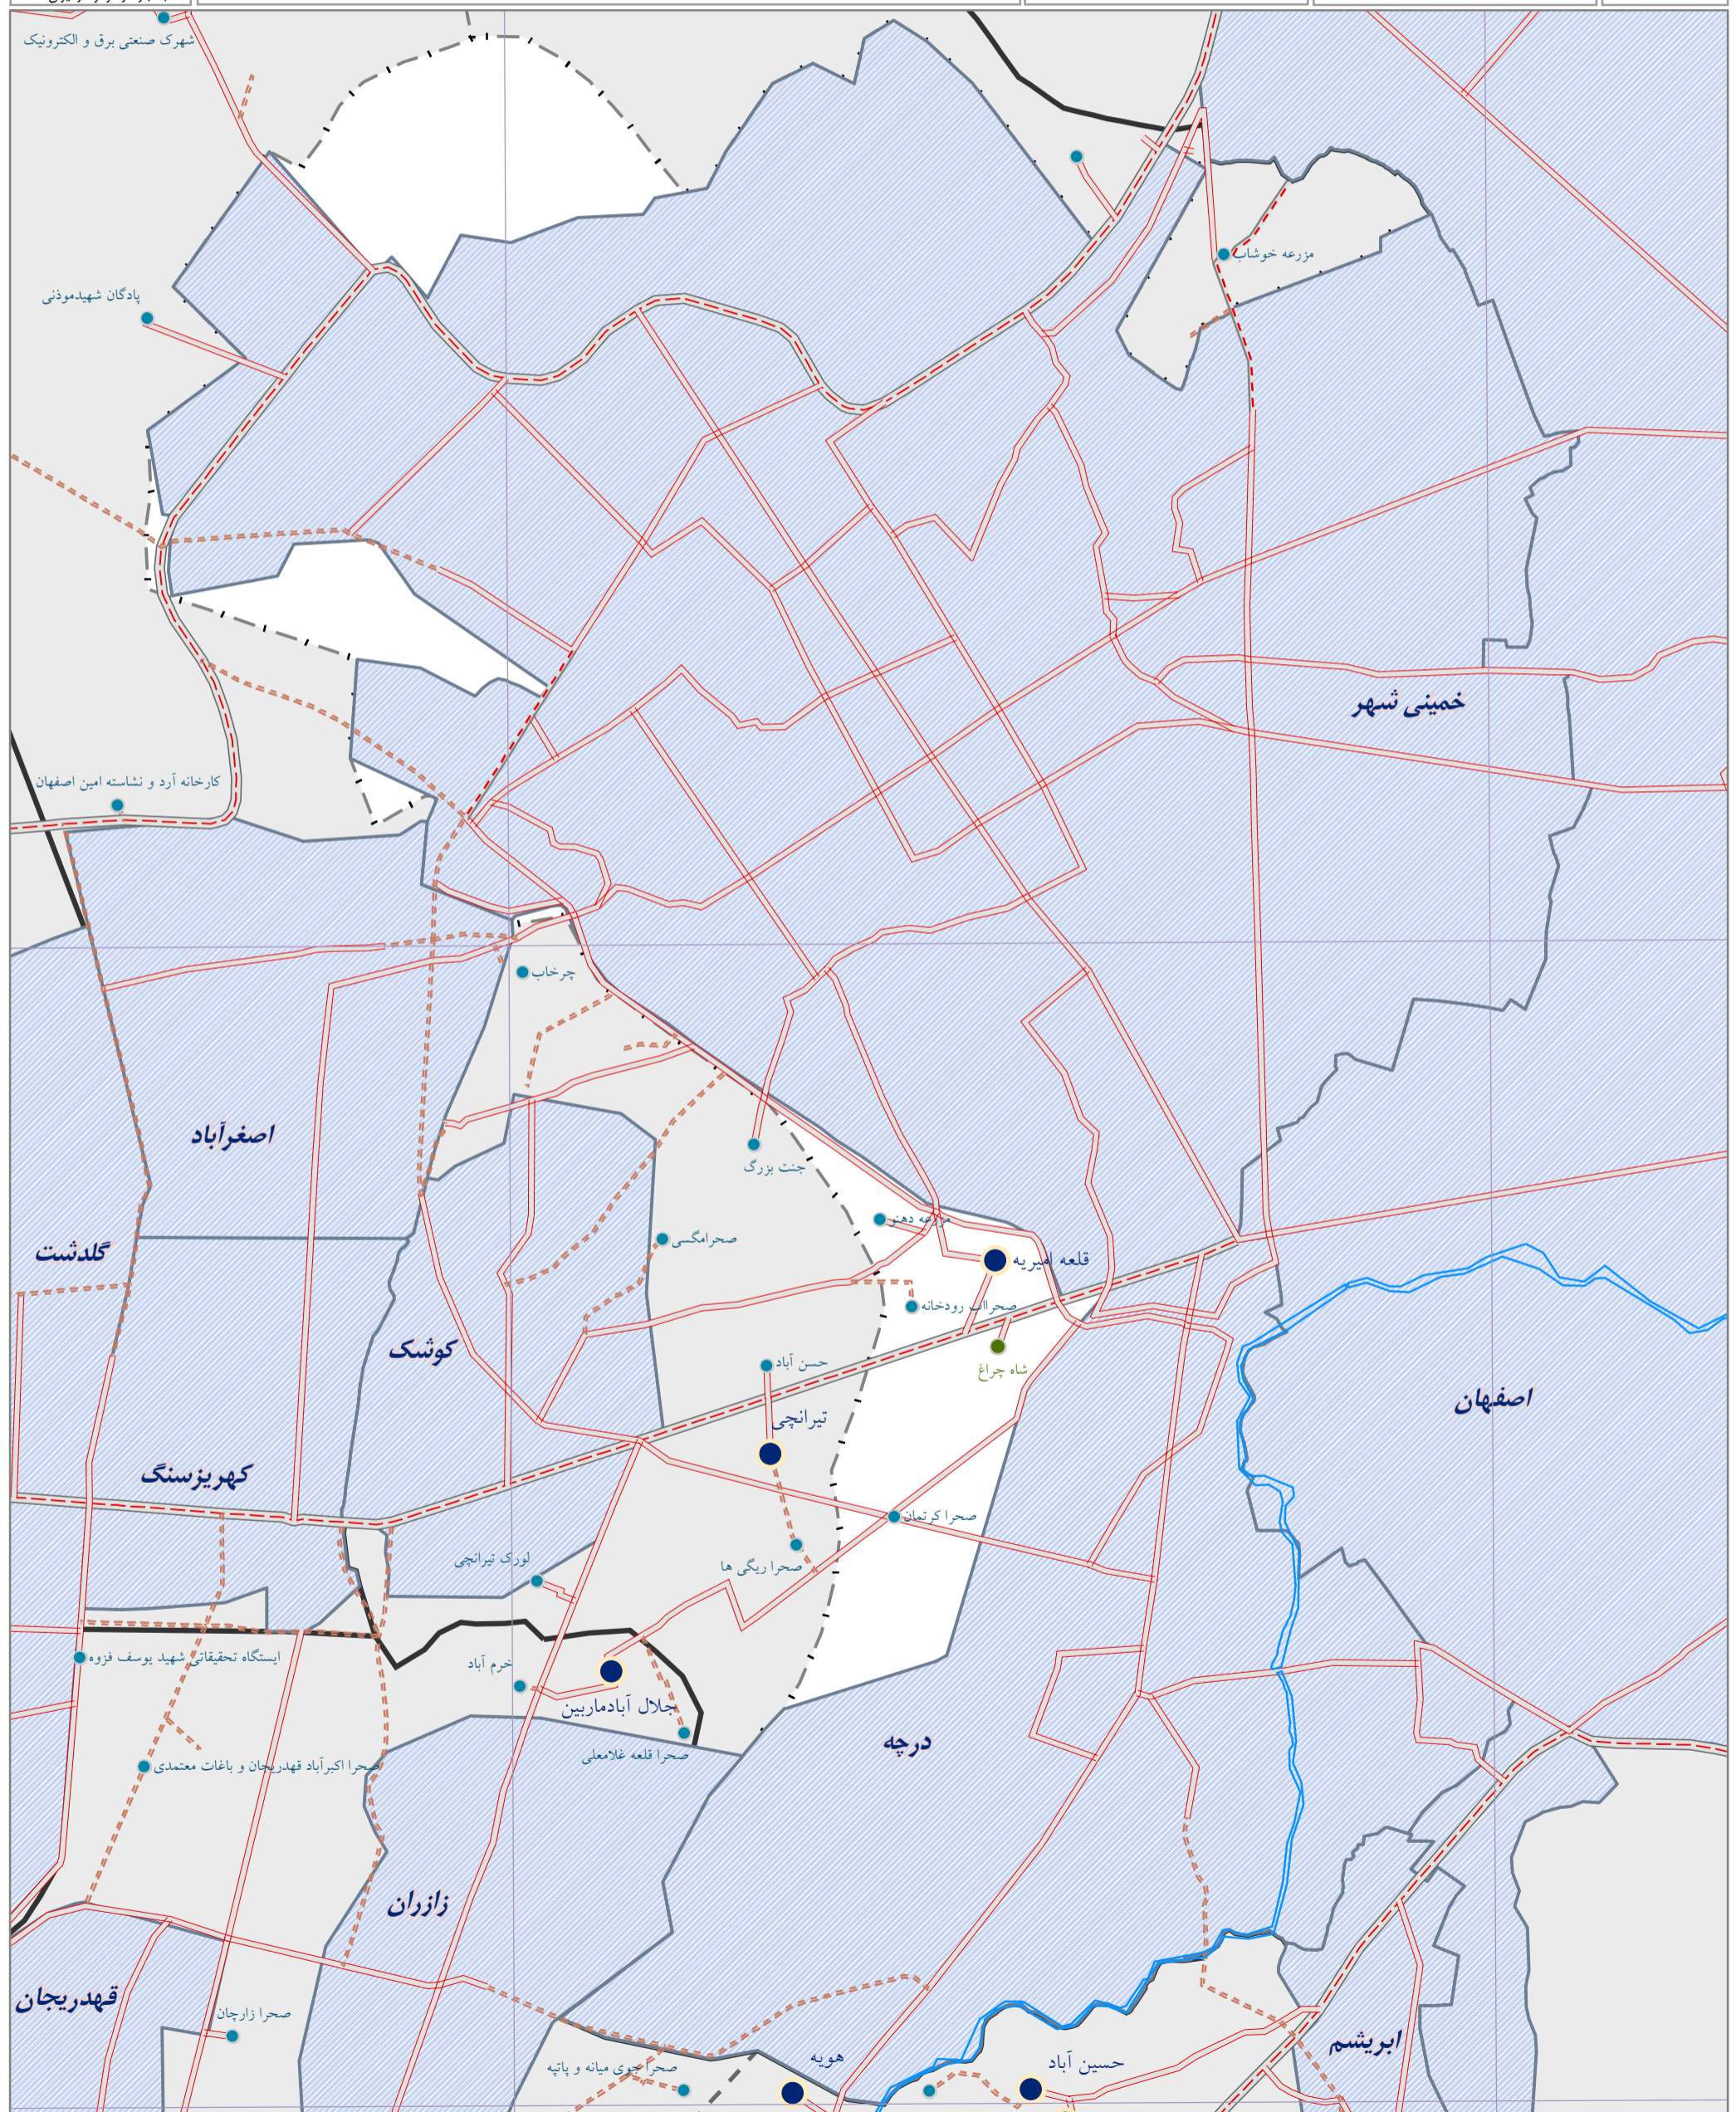 شهرک صنعتی برق و الکترونیک
مزرعه خوشاب
پادگان شهیدموذنی
خمینی شهر
کارخانه آرد و نشاسته امین اصفهان
چرخاب
اصغرآباد
جنت بزرگ
مزرعه دهنو
صحرامگسی
گلدشت
قلعه امیریه
صحرااب رودخانه
کوشک
حسن آباد
شاه چراغ
اصفهان
تیرانچی
کهریزسنگ
صحرا کرتمان
لورک تیرانچی
صحرا ریگی ها
ایستگاه تحقیقاتی شهید یوسف فزوه
خرم آباد
جلال آبادماربین
درچه
صحرا قلعه غلامعلی
صحرا اکبرآباد قهدریجان و باغات معتمدی
زازران
قهدریجان
صحرا زارچان
ابریشم
هویه
حسین آباد
صحرا جوی میانه و پاتپه